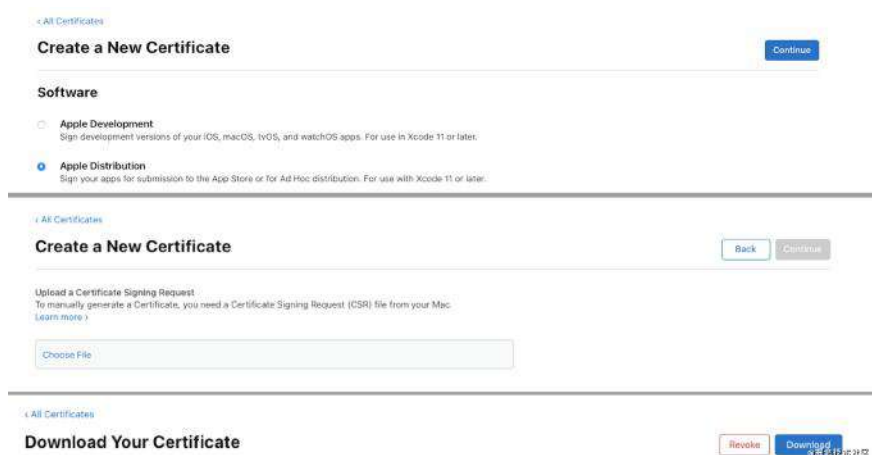 < All Certificates
Create a New Certificate
Continue
Software
Apple Development
Sign development versions of your iOS, macOS, tvOS, and watchOS apps. For use in Xcode 11 or later.
Apple Distribution
Sign your apps for submission to the App Store or for Ad Hoc distribution. For use with Xcode 11 or later.
< All Certificates
Create a New Certificate
Back
Continue
Upload a Certificate Signing Request
To manually generate a Certificate, you need a Certificate Signing Request (CSR) file from your Mac.
Learn more >
Choose File
< All Certificates
Download Your Certificate
Revoke
Download